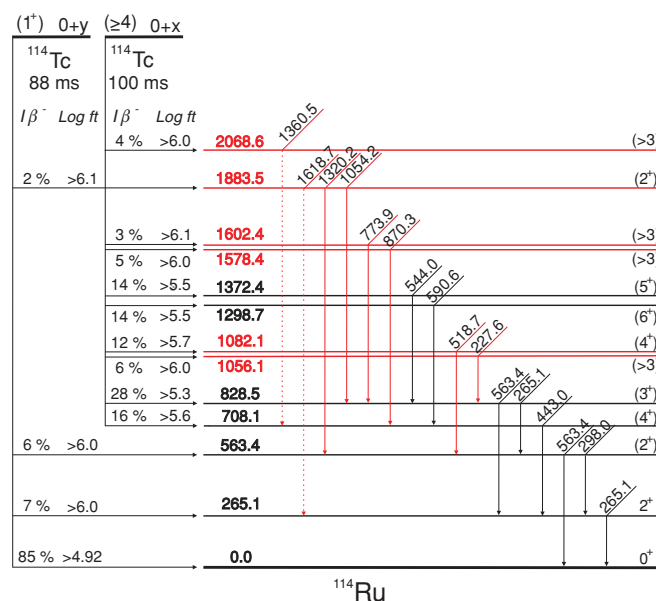 (1⁺) 0+y (≥4) 0+x
¹¹⁴Tc ¹¹⁴Tc
88 ms 100 ms
I β⁻ Log ft I β⁻ Log ft
4 % >6.0 2068.6 1360.5 (>3
2 % >6.1 1883.5 1618.7 1320.2 1054.2 (2⁺)
3 % >6.1 1602.4 773.9 (>3
5 % >6.0 1578.4 870.3 (>3
14 % >5.5 1372.4 544.0 (5⁺)
14 % >5.5 1298.7 590.6 (6⁺)
12 % >5.7 1082.1 518.7 (4⁺)
6 % >6.0 1056.1 227.6 (>3
28 % >5.3 828.5 563.4 265.1 (3⁺)
16 % >5.6 708.1 443.0 (4⁺)
6 % >6.0 563.4 563.4 298.0 (2⁺)
7 % >6.0 265.1 265.1 2⁺
85 % >4.92 0.0 0⁺
¹¹⁴Ru